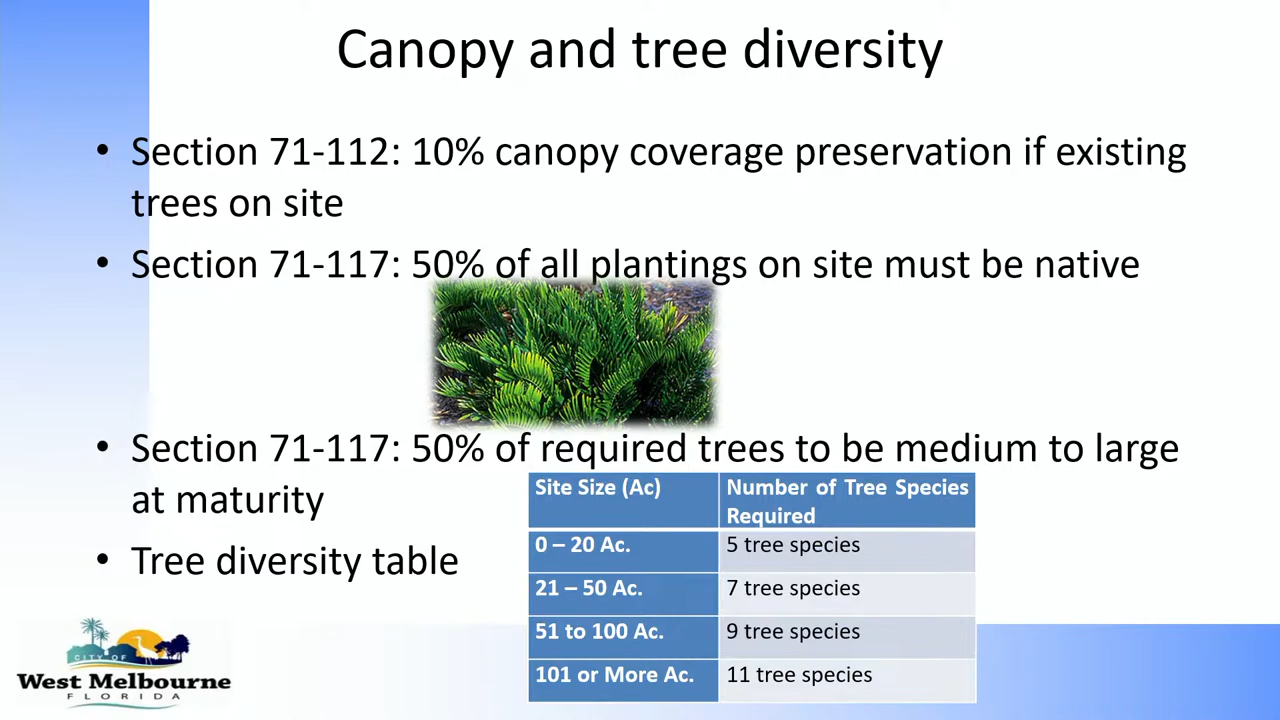 Canopy and tree diversity
• Section 71-112: 10% canopy coverage preservation if existing
trees on site
• Section 71-117: 50% of all plantings on site must be native
• Section 71-117: 50% of required trees to be medium to large
at maturity
• Tree diversity table
Site Size (Ac) Number of Tree Species
Required
0 – 20 Ac. 5 tree species
21 – 50 Ac. 7 tree species
51 to 100 Ac. 9 tree species
101 or More Ac. 11 tree species
CITY OF
West Melbourne
FLORIDA